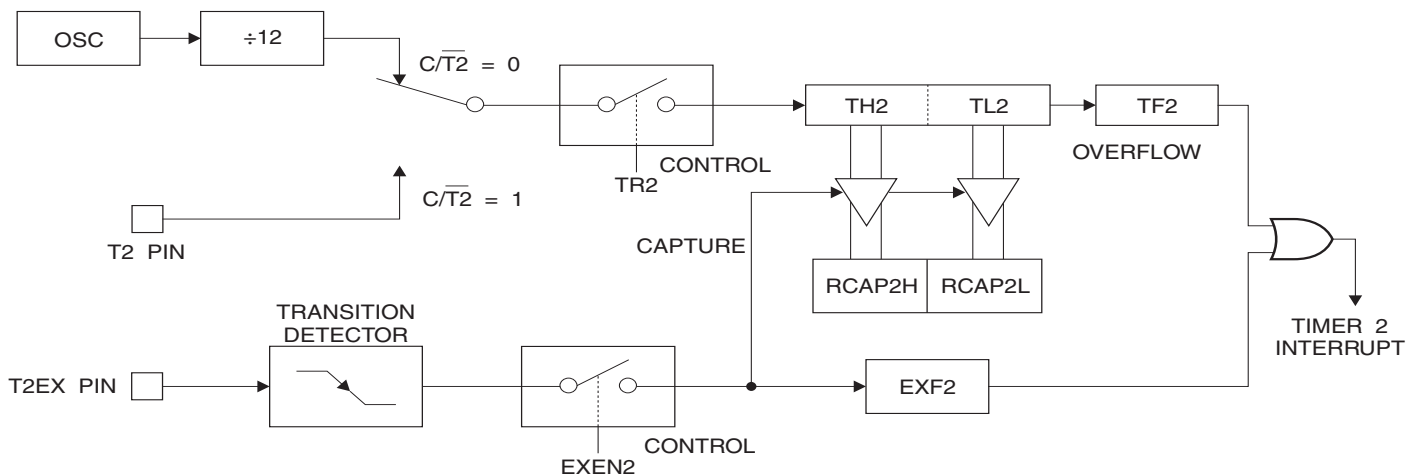 OSC
÷12
C/T2 = 0
TH2
TL2
TF2
OVERFLOW
CONTROL
TR2
C/T2 = 1
T2 PIN
CAPTURE
RCAP2H
RCAP2L
TRANSITION
DETECTOR
TIMER 2
INTERRUPT
T2EX PIN
EXF2
CONTROL
EXEN2